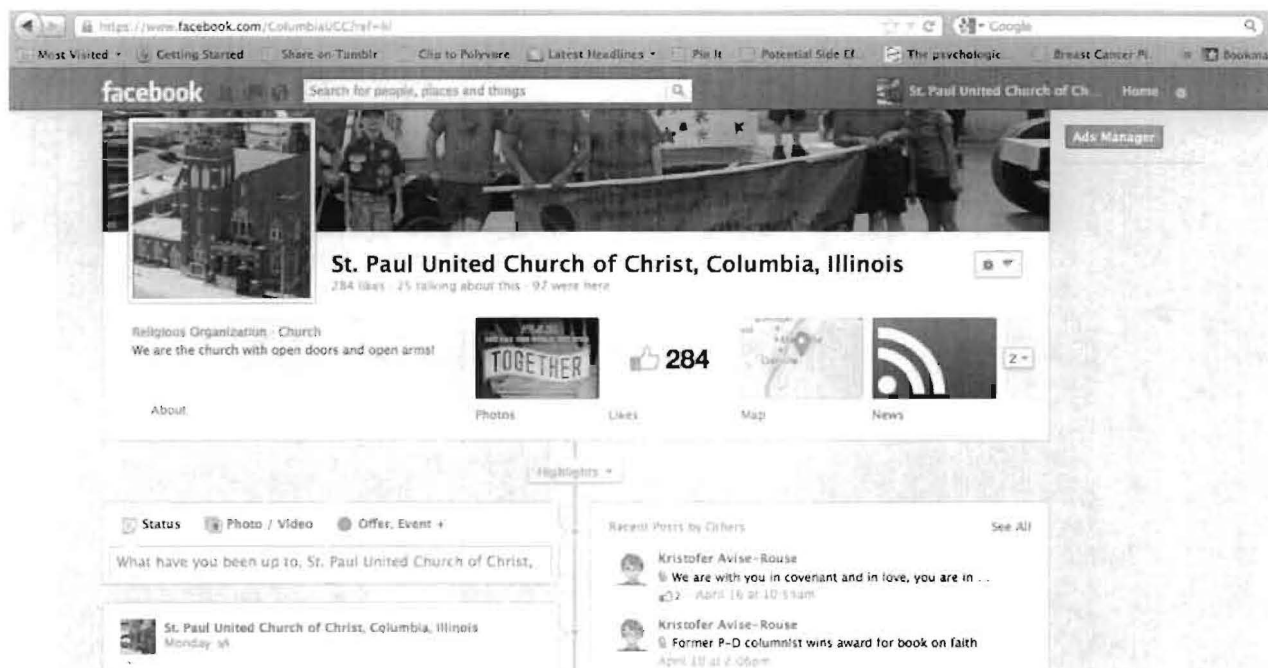 https://www.facebook.com/ColumbiaUCC?ref=hl
Google
Most Visited
Getting Started
Share on Tumblr
Clip to Polyvore
Latest Headlines
Pin It
Potential Side Ef...
The psychologic...
Breast Cancer Pi...
Bookma
facebook
Search for people, places and things
St. Paul United Church of Ch...
Home
Ads Manager
St. Paul United Church of Christ, Columbia, Illinois
284 likes · 25 talking about this · 97 were here
Religious Organization · Church
We are the church with open doors and open arms!
About
TOGETHER
284
2
Photos
Likes
Map
News
Highlights
Status
Photo / Video
Offer, Event +
What have you been up to, St. Paul United Church of Christ,
St. Paul United Church of Christ, Columbia, Illinois
Monday
Recent Posts by Others
See All
Kristofer Avise-Rouse
We are with you in covenant and in love, you are in ...
2 April 16 at 10:53am
Kristofer Avise-Rouse
Former P-D columnist wins award for book on faith
April 10 at 2:06pm